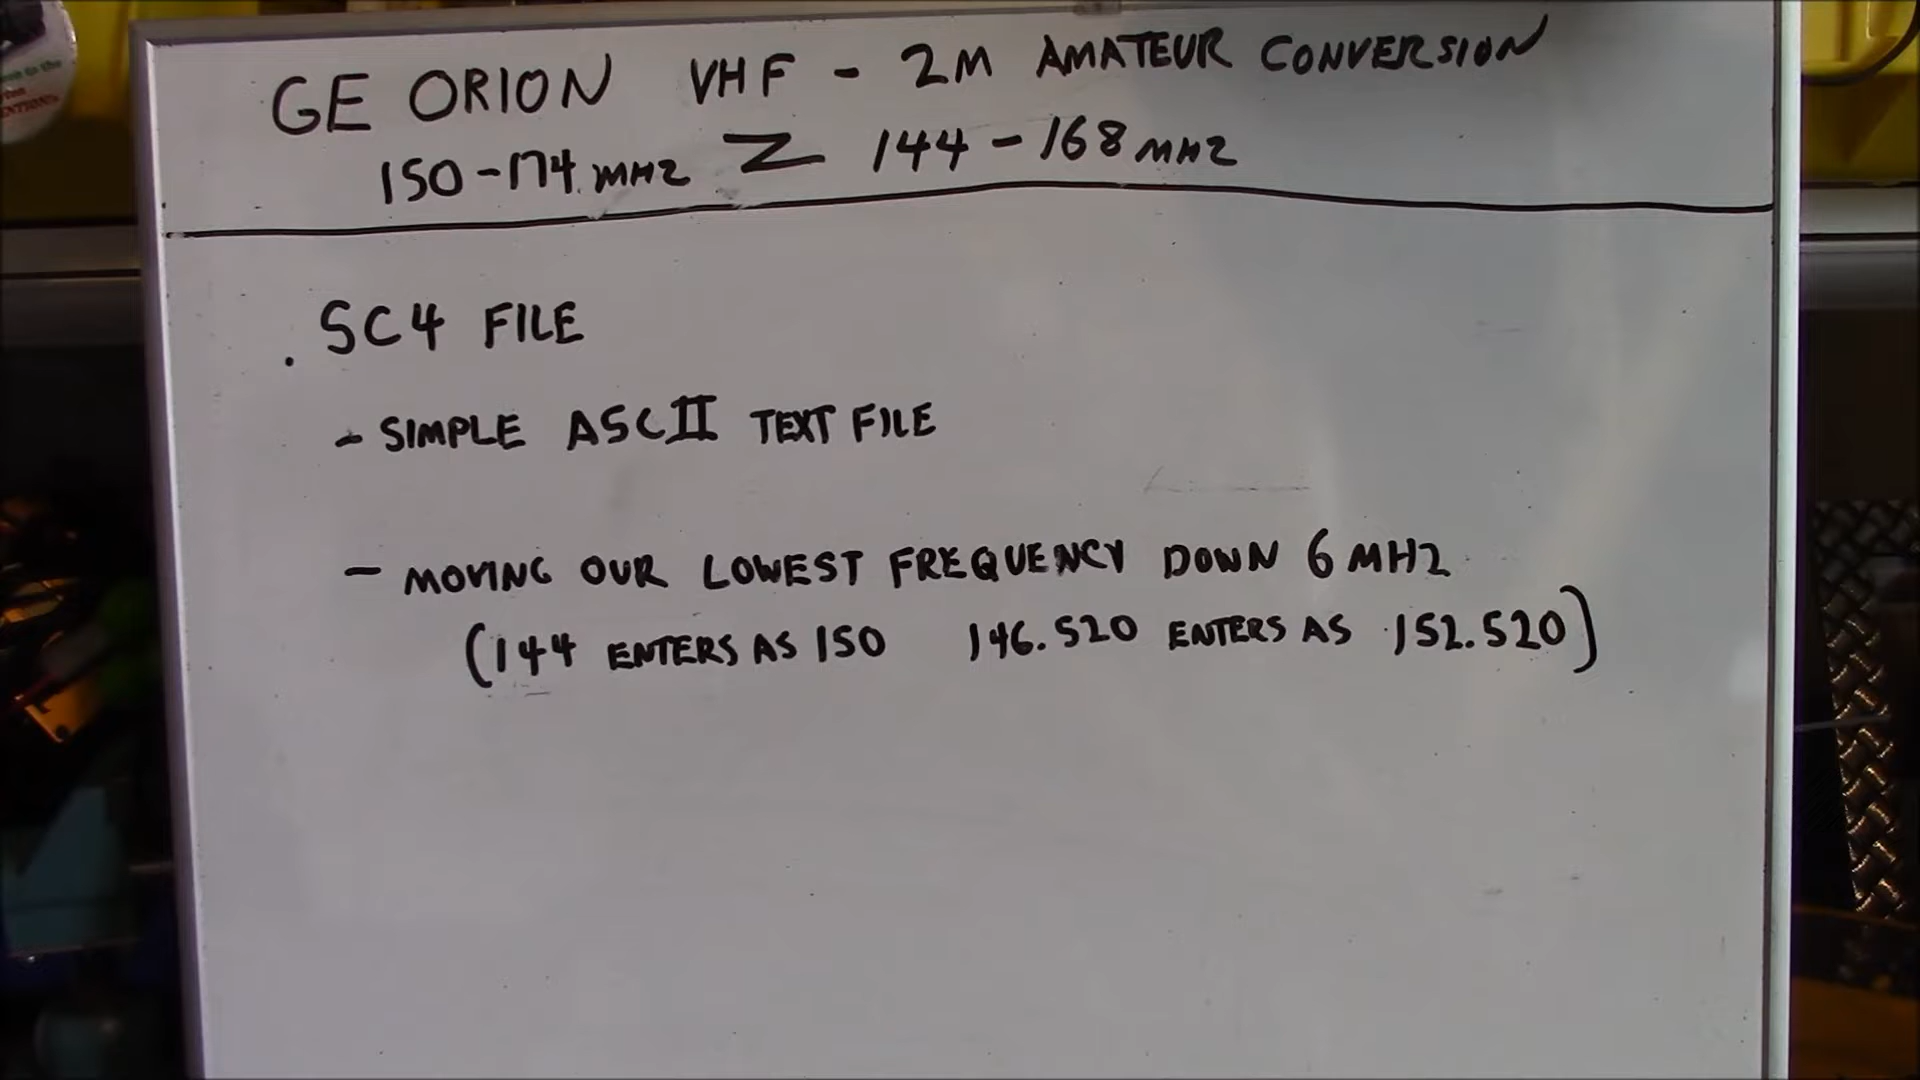 GE ORION VHF - 2M AMATEUR CONVERSION
150-174 MHZ Z 144-168 MHZ
.SC4 FILE
- SIMPLE ASCII TEXT FILE
- MOVING OUR LOWEST FREQUENCY DOWN 6 MHZ
(144 ENTERS AS 150 146.520 ENTERS AS 152.520)